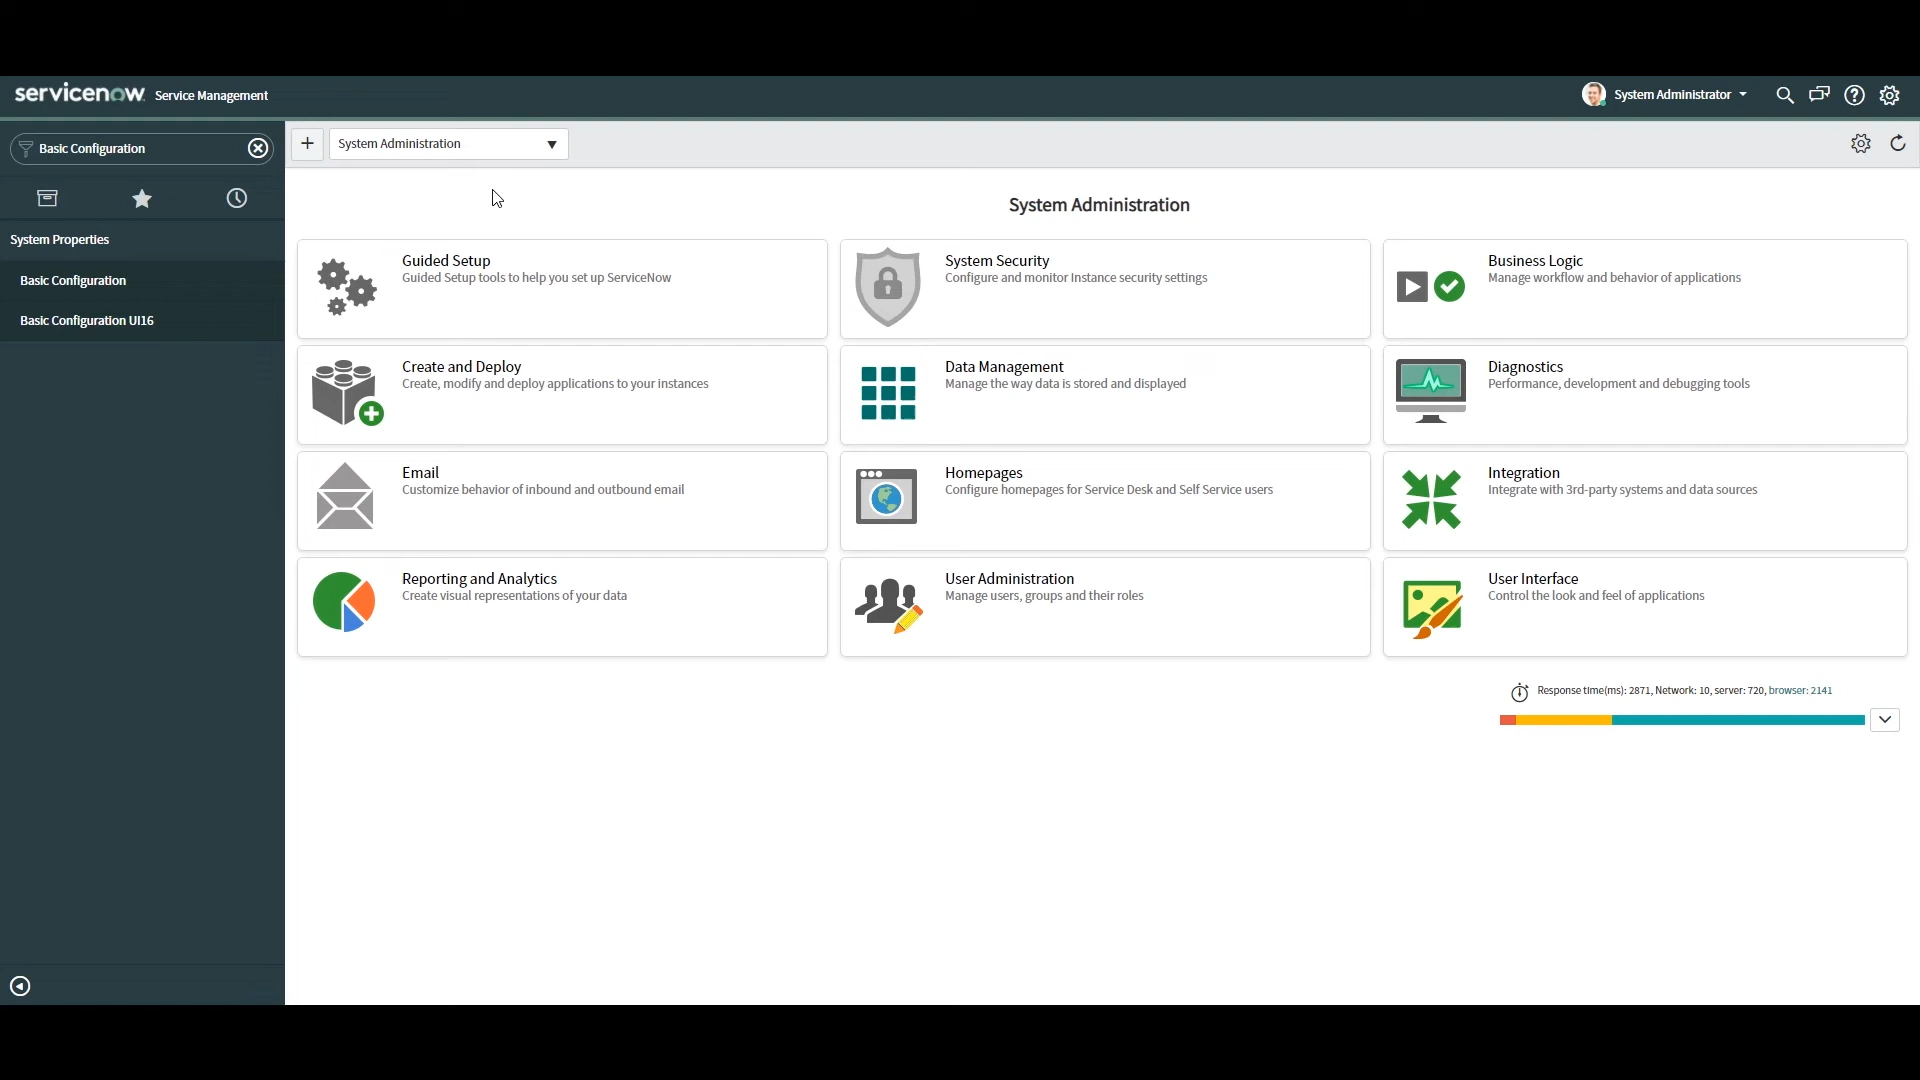 servicenow Service Management
System Administrator
Basic Configuration
System Properties
Basic Configuration
Basic Configuration UI16
System Administration
System Administration
Guided Setup
Guided Setup tools to help you set up ServiceNow
System Security
Configure and monitor Instance security settings
Business Logic
Manage workflow and behavior of applications
Create and Deploy
Create, modify and deploy applications to your instances
Data Management
Manage the way data is stored and displayed
Diagnostics
Performance, development and debugging tools
Email
Customize behavior of inbound and outbound email
Homepages
Configure homepages for Service Desk and Self Service users
Integration
Integrate with 3rd-party systems and data sources
Reporting and Analytics
Create visual representations of your data
User Administration
Manage users, groups and their roles
User Interface
Control the look and feel of applications
Response time(ms): 2871, Network: 10, server: 720, browser: 2141